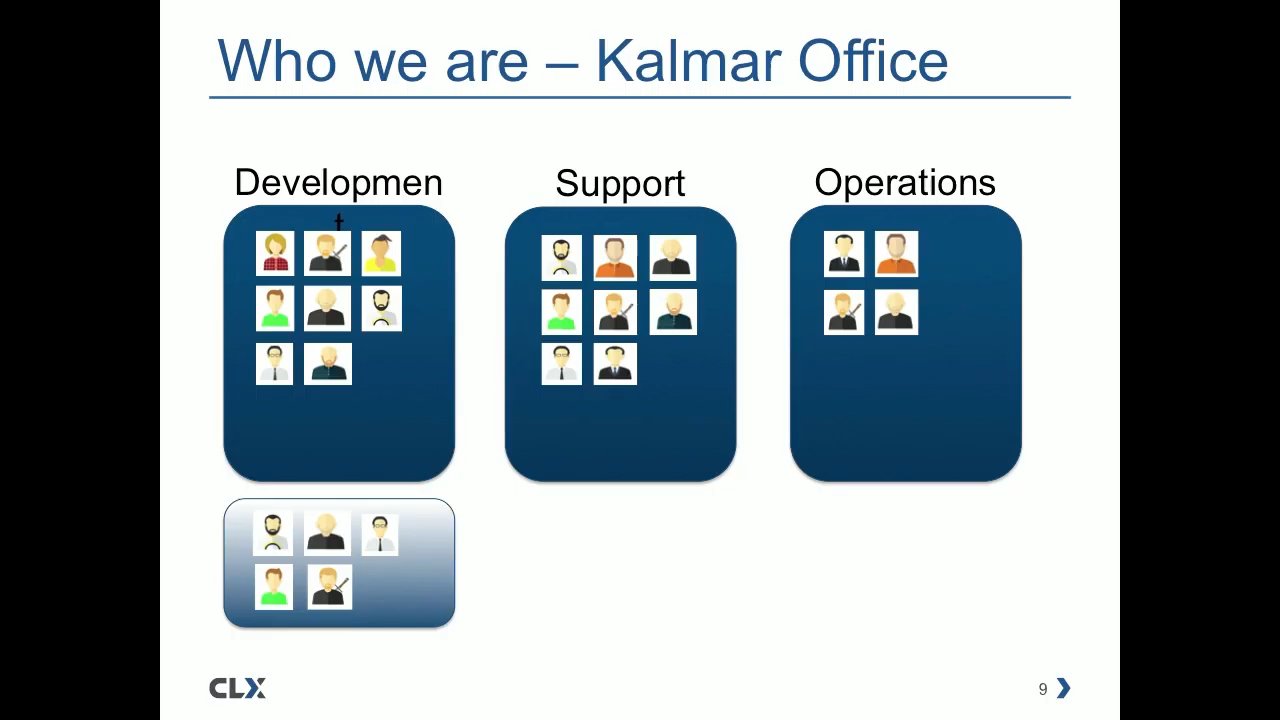 Who we are – Kalmar Office
Developmen
t
Support
Operations
CLX
9